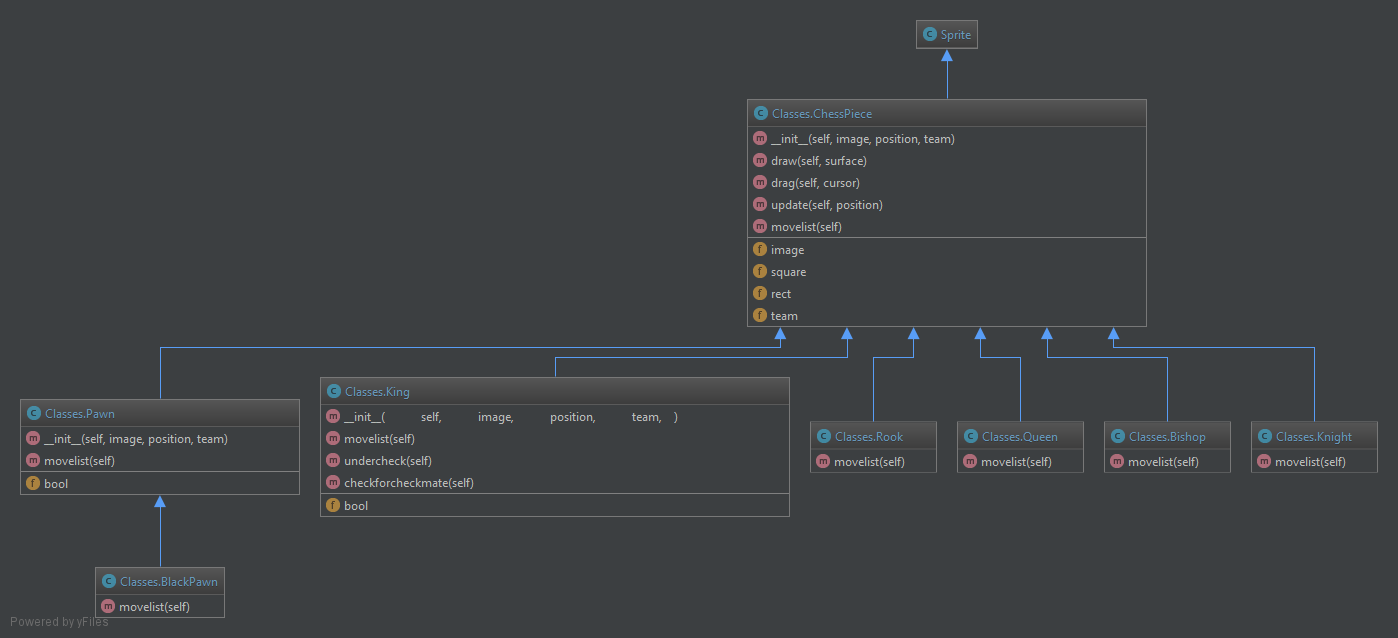 Sprite
Classes.ChessPiece
__init__(self, image, position, team)
draw(self, surface)
drag(self, cursor)
update(self, position)
movelist(self)
image
square
rect
team
Classes.Pawn
__init__(self, image, position, team)
movelist(self)
bool
Classes.King
__init__( self, image, position, team, )
movelist(self)
undercheck(self)
checkforcheckmate(self)
bool
Classes.Rook
movelist(self)
Classes.Queen
movelist(self)
Classes.Bishop
movelist(self)
Classes.Knight
movelist(self)
Classes.BlackPawn
movelist(self)
Powered by yFiles